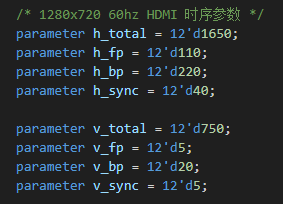 /* 1280x720 60hz HDMI 时序参数 */
parameter h_total = 12'd1650;
parameter h_fp = 12'd110;
parameter h_bp = 12'd220;
parameter h_sync = 12'd40;
parameter v_total = 12'd750;
parameter v_fp = 12'd5;
parameter v_bp = 12'd20;
parameter v_sync = 12'd5;